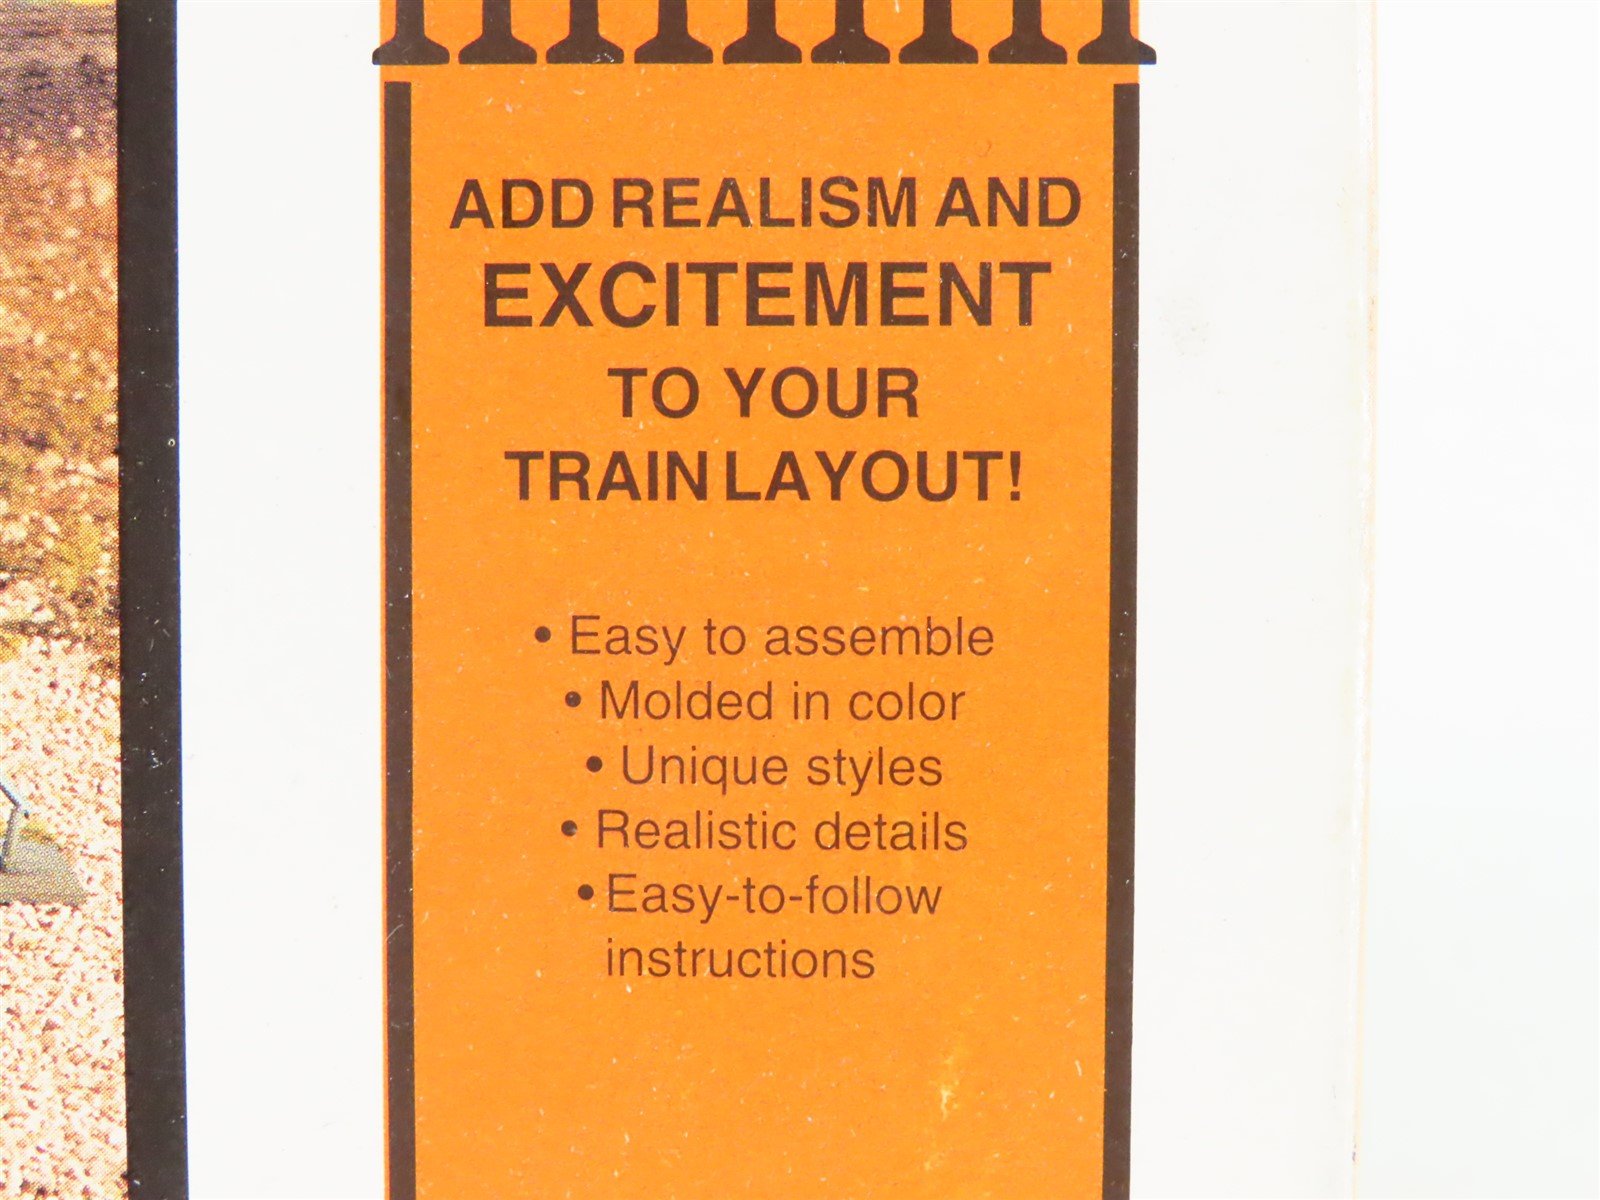 ADD REALISM AND
EXCITEMENT
TO YOUR
TRAIN LAYOUT!
• Easy to assemble
• Molded in color
• Unique styles
• Realistic details
• Easy-to-follow
instructions